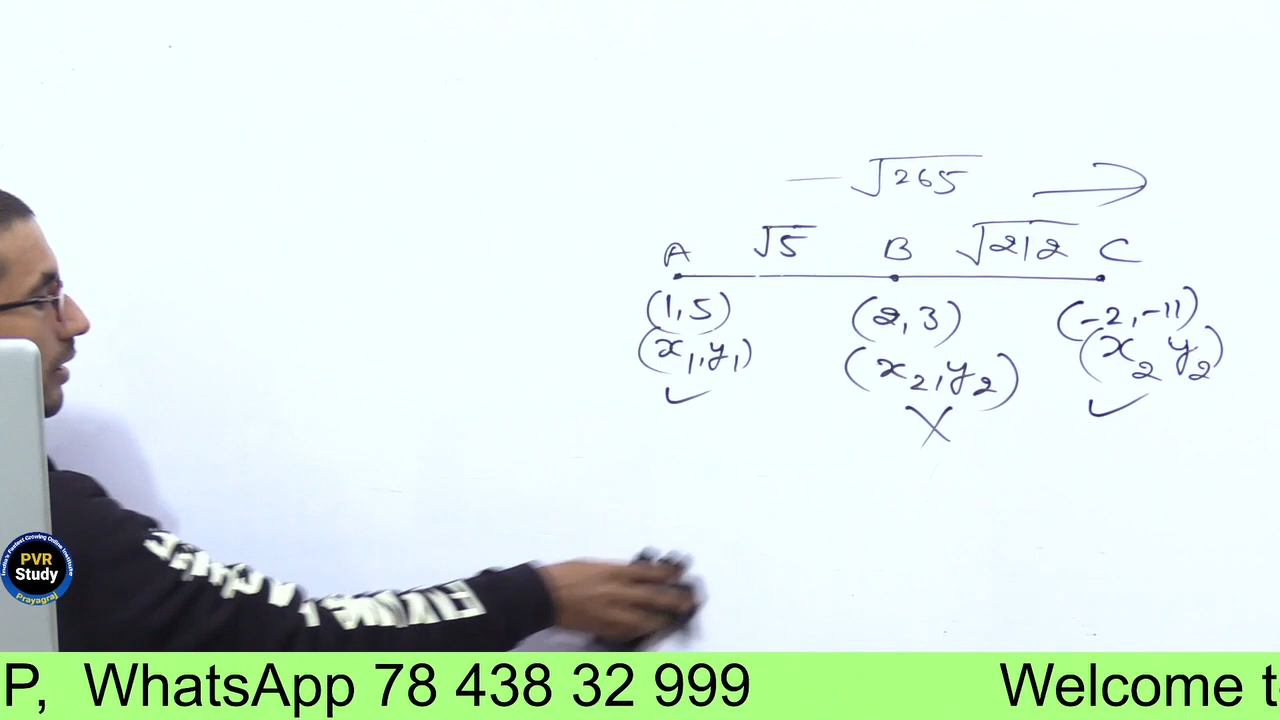 √265
A √5 B √212 C
(1,5) (2,3) (-2,-11)
(x₁,y₁) (x₂,y₂) (x₂ y₂)
✓ X ✓
PVR
Study
Prayagraj
P, WhatsApp 78 438 32 999 Welcome t